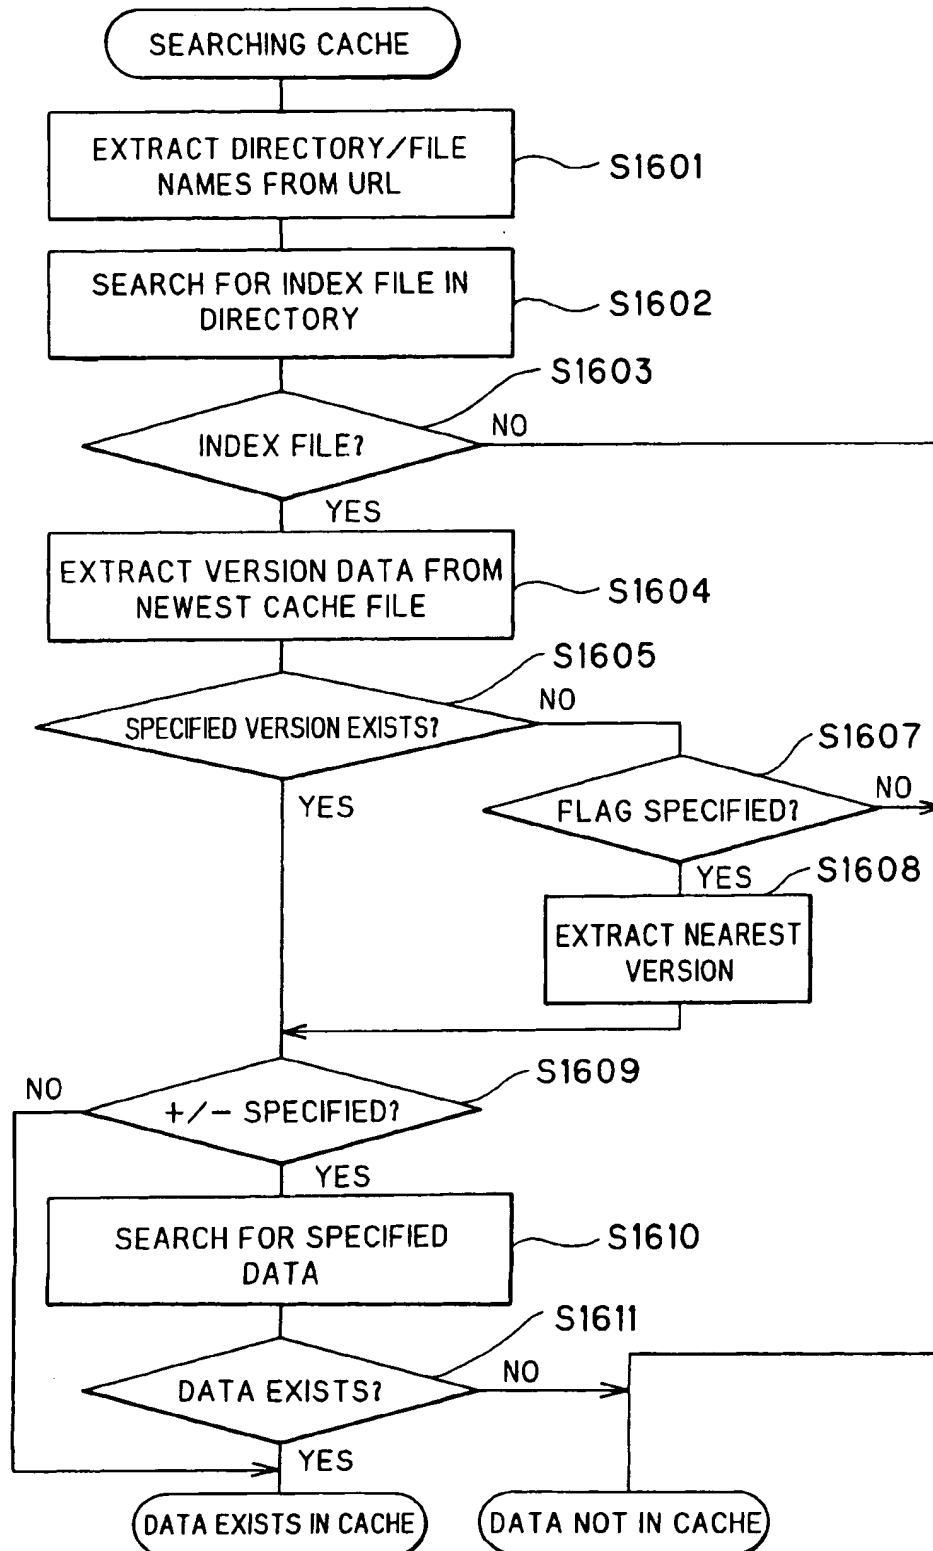 SEARCHING CACHE
EXTRACT DIRECTORY/FILE
NAMES FROM URL
S1601
SEARCH FOR INDEX FILE IN
DIRECTORY
S1602
S1603
INDEX FILE?
NO
YES
EXTRACT VERSION DATA FROM
NEWEST CACHE FILE
S1604
S1605
SPECIFIED VERSION EXISTS?
NO
YES
S1607
FLAG SPECIFIED?
NO
YES
S1608
EXTRACT NEAREST
VERSION
S1609
+/- SPECIFIED?
NO
YES
SEARCH FOR SPECIFIED
DATA
S1610
S1611
DATA EXISTS?
NO
YES
DATA EXISTS IN CACHE
DATA NOT IN CACHE